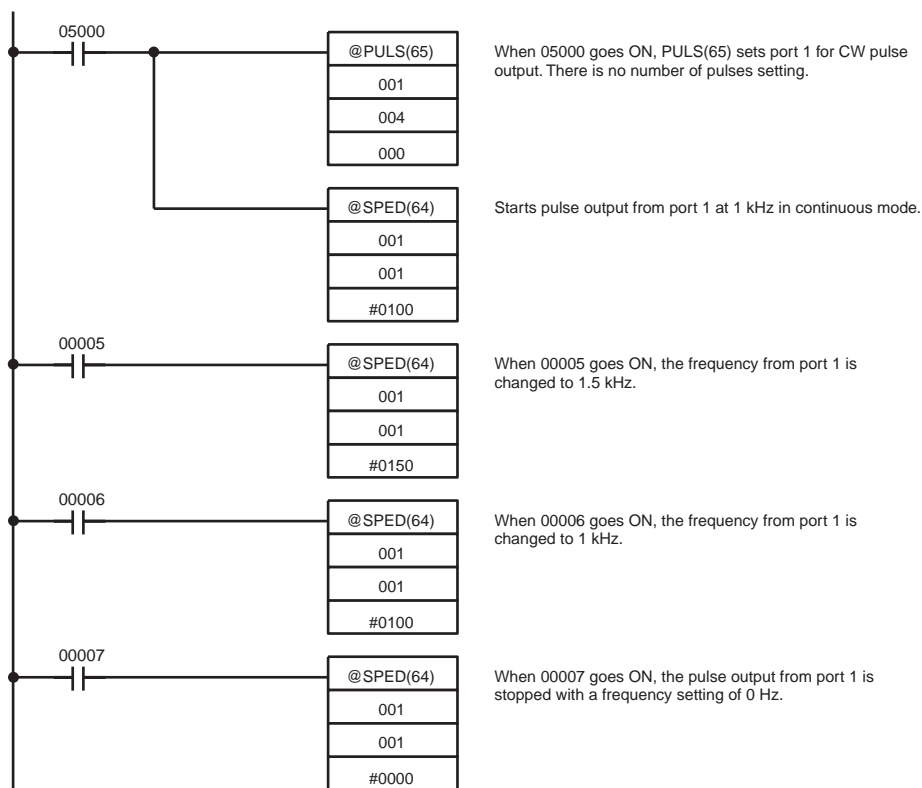 05000
@PULS(65)
001
004
000
When 05000 goes ON, PULS(65) sets port 1 for CW pulse
output. There is no number of pulses setting.
@SPED(64)
001
001
#0100
Starts pulse output from port 1 at 1 kHz in continuous mode.
00005
@SPED(64)
001
001
#0150
When 00005 goes ON, the frequency from port 1 is
changed to 1.5 kHz.
00006
@SPED(64)
001
001
#0100
When 00006 goes ON, the frequency from port 1 is
changed to 1 kHz.
00007
@SPED(64)
001
001
#0000
When 00007 goes ON, the pulse output from port 1 is
stopped with a frequency setting of 0 Hz.